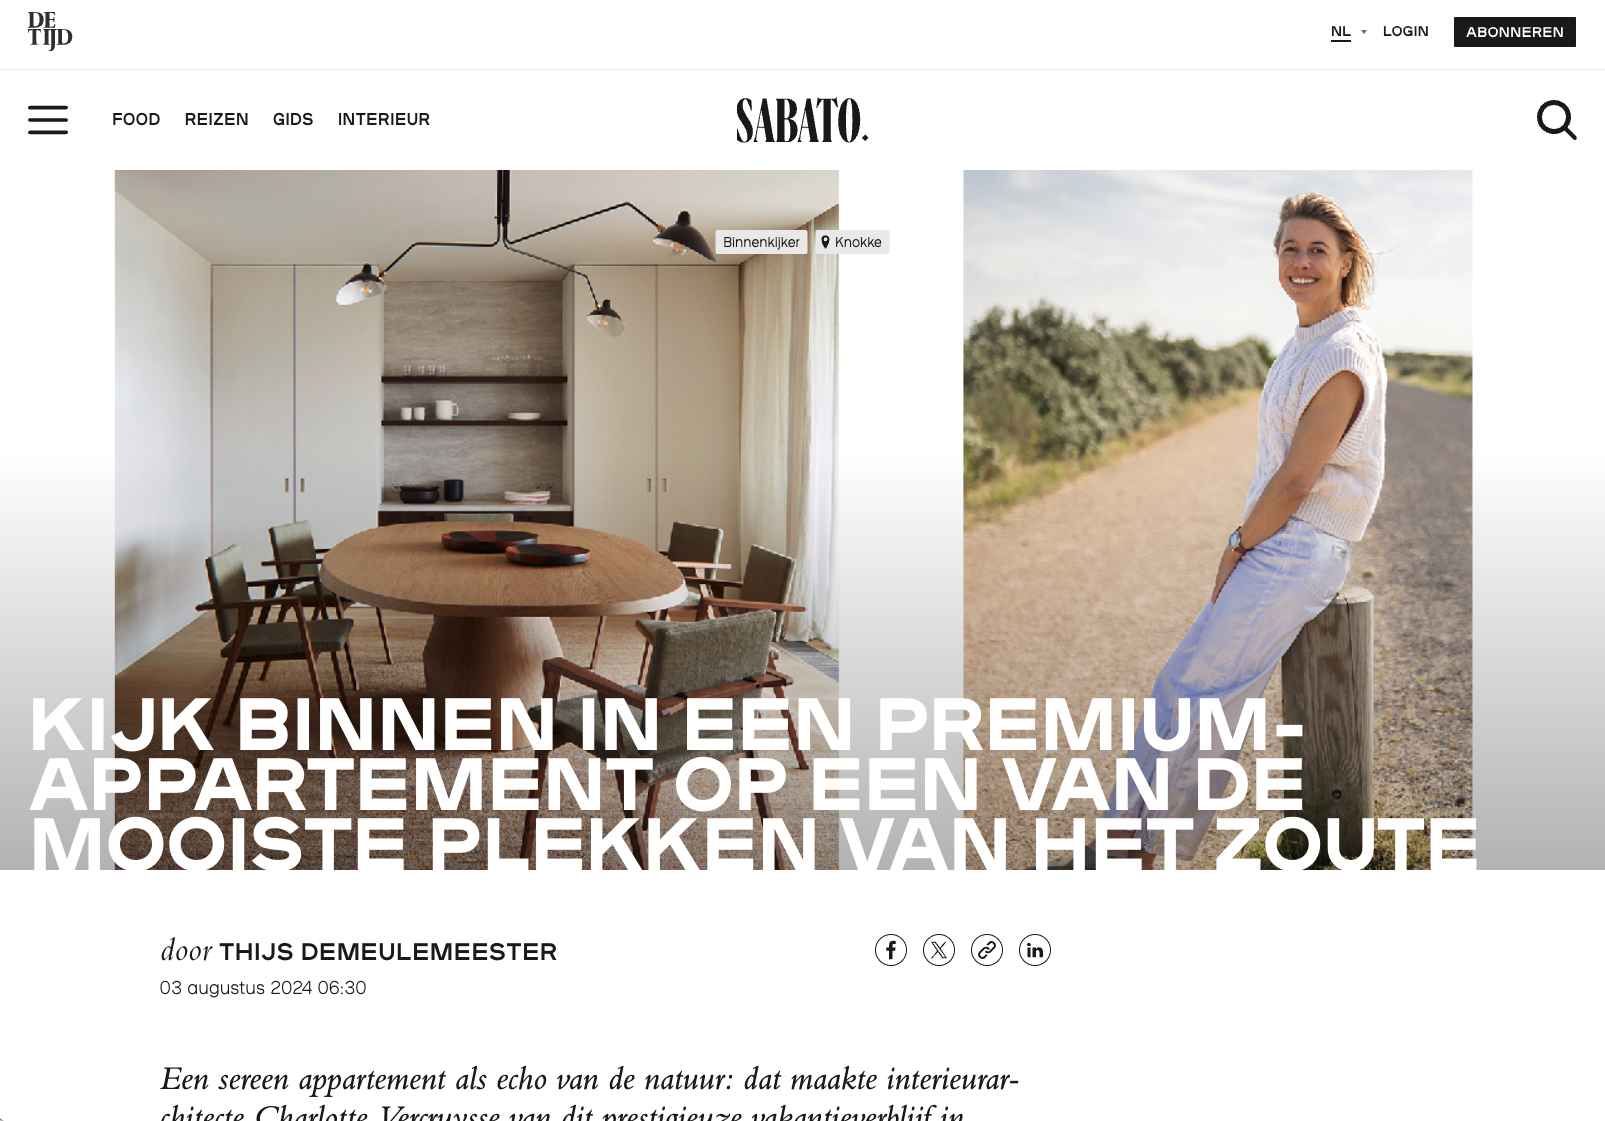 DE
TIJD
NL LOGIN ABONNEREN
FOOD REIZEN GIDS INTERIEUR
SABATO.
Binnenkijker Knokke
KIJK BINNEN IN EEN PREMIUM-
APPARTEMENT OP EEN VAN DE
MOOISTE PLEKKEN VAN HET ZOUTE
door THIJS DEMEULEMEESTER
03 augustus 2024 06:30
Een sereen appartement als echo van de natuur: dat maakte interieurar-
chitecte Charlotte Vercruysse van dit prestigieuze vakantieverblijf in